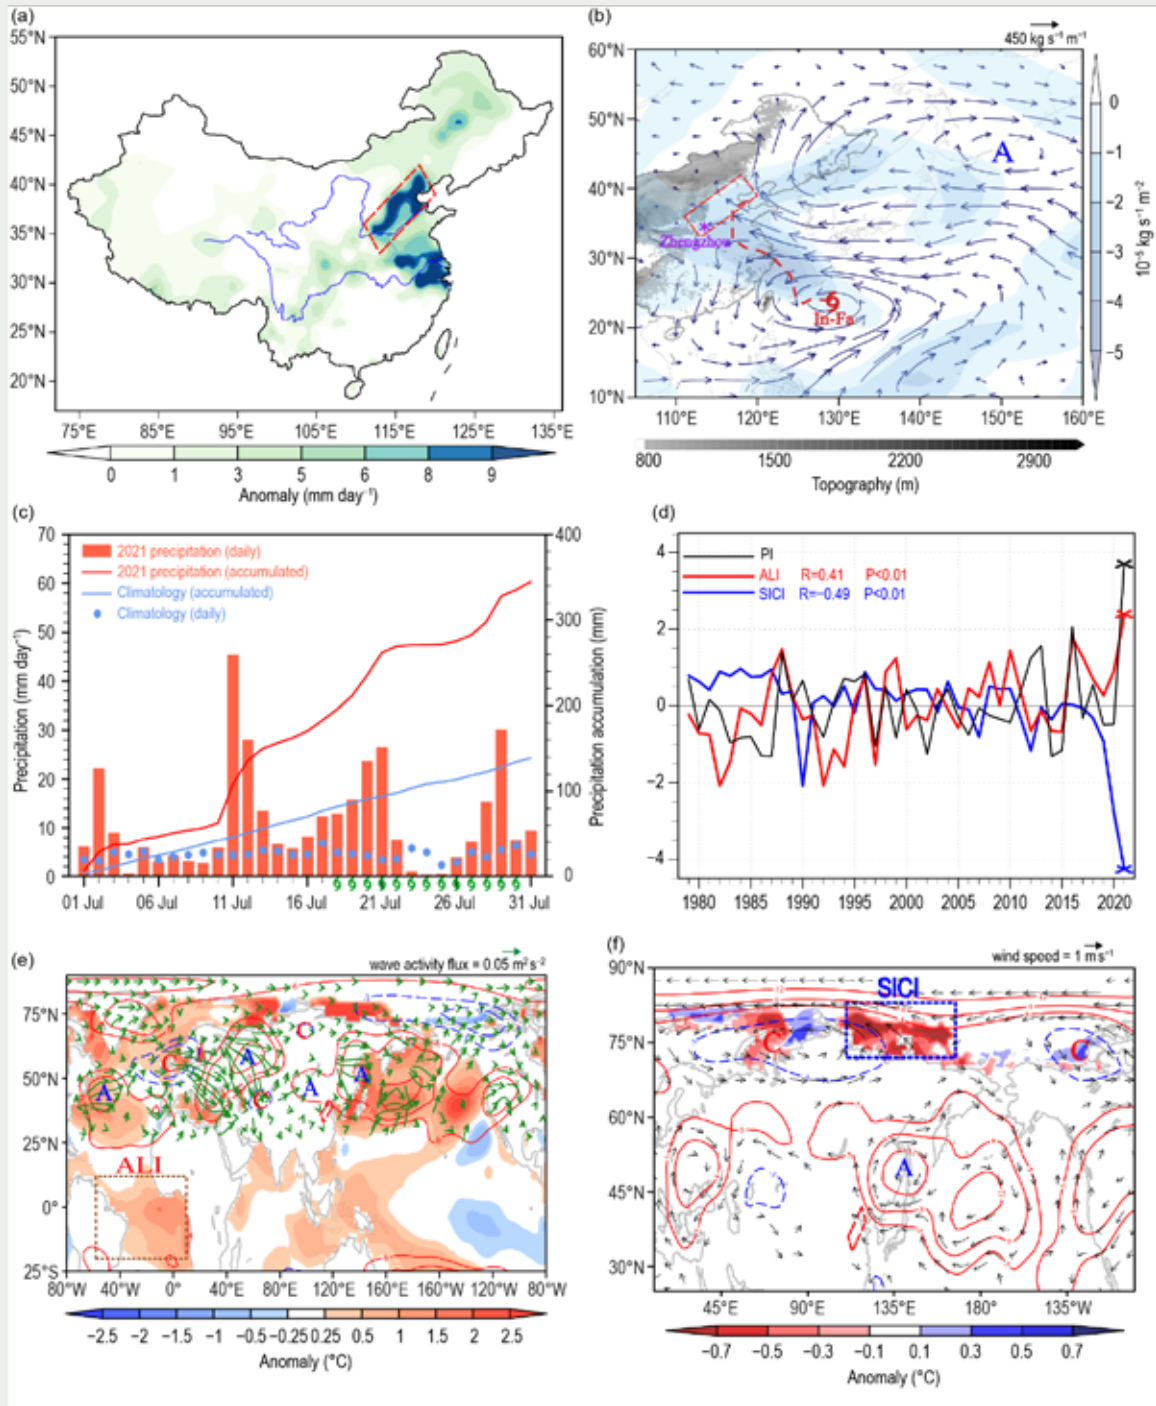 (a)
55°N
50°N
45°N
40°N
35°N
30°N
25°N
20°N
75°E 85°E 95°E 105°E 115°E 125°E 135°E
0 1 3 5 6 8 9
Anomaly (mm day⁻¹)
(b)
450 kg s⁻¹ m⁻¹
60°N
50°N
40°N
30°N
20°N
10°N
A
Zhengzhou
In-Fa
110°E 120°E 130°E 140°E 150°E 160°E
0
−1
−2
−3
−4
−5
10⁻⁵ kg s⁻¹ m⁻²
800 1500 2200 2900
Topography (m)
(c)
70
60
50
40
30
20
10
0
Precipitation (mm day⁻¹)
2021 precipitation (daily)
2021 precipitation (accumulated)
Climatology (accumulated)
Climatology (daily)
400
300
200
100
0
Precipitation accumulation (mm)
01 Jul 06 Jul 11 Jul 16 Jul 21 Jul 26 Jul 31 Jul
(d)
4
2
0
−2
−4
PI
ALI R=0.41 P<0.01
SICI R=−0.49 P<0.01
1980 1985 1990 1995 2000 2005 2010 2015 2020
(e)
wave activity flux = 0.05 m² s⁻²
75°N
50°N
25°N
0°
25°S
C
C
A
A
A
A
C
ALI
80°W 40°W 0° 40°E 80°E 120°E 160°E 160°W 120°W 80°W
−2.5 −2 −1.5 −1 −0.5 −0.25 0.25 0.5 1 1.5 2 2.5
Anomaly (°C)
(f)
wind speed = 1 m s⁻¹
90°N
75°N
60°N
45°N
30°N
SICI
C
C
A
45°E 90°E 135°E 180° 135°W
−0.7 −0.5 −0.3 −0.1 0.1 0.3 0.5 0.7
Anomaly (°C)